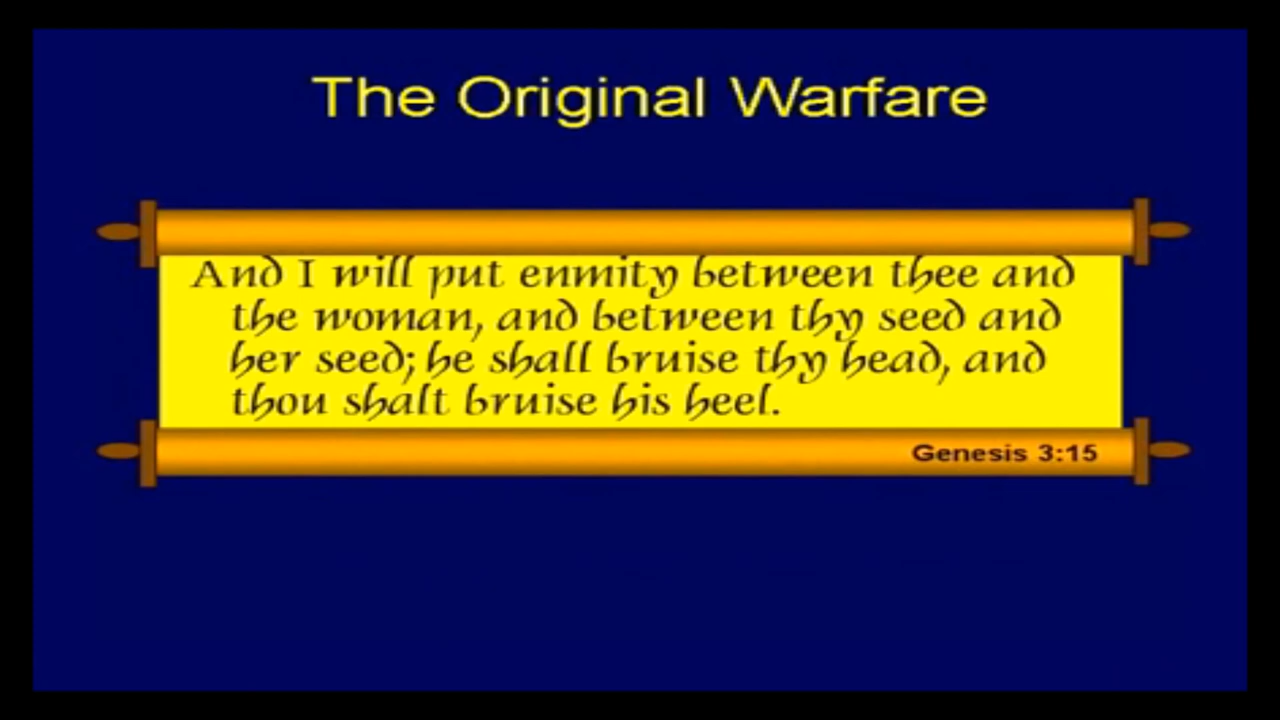 The Original Warfare
And I will put enmity between thee and
the woman, and between thy seed and
her seed; he shall bruise thy head, and
thou shalt bruise his heel.
Genesis 3:15